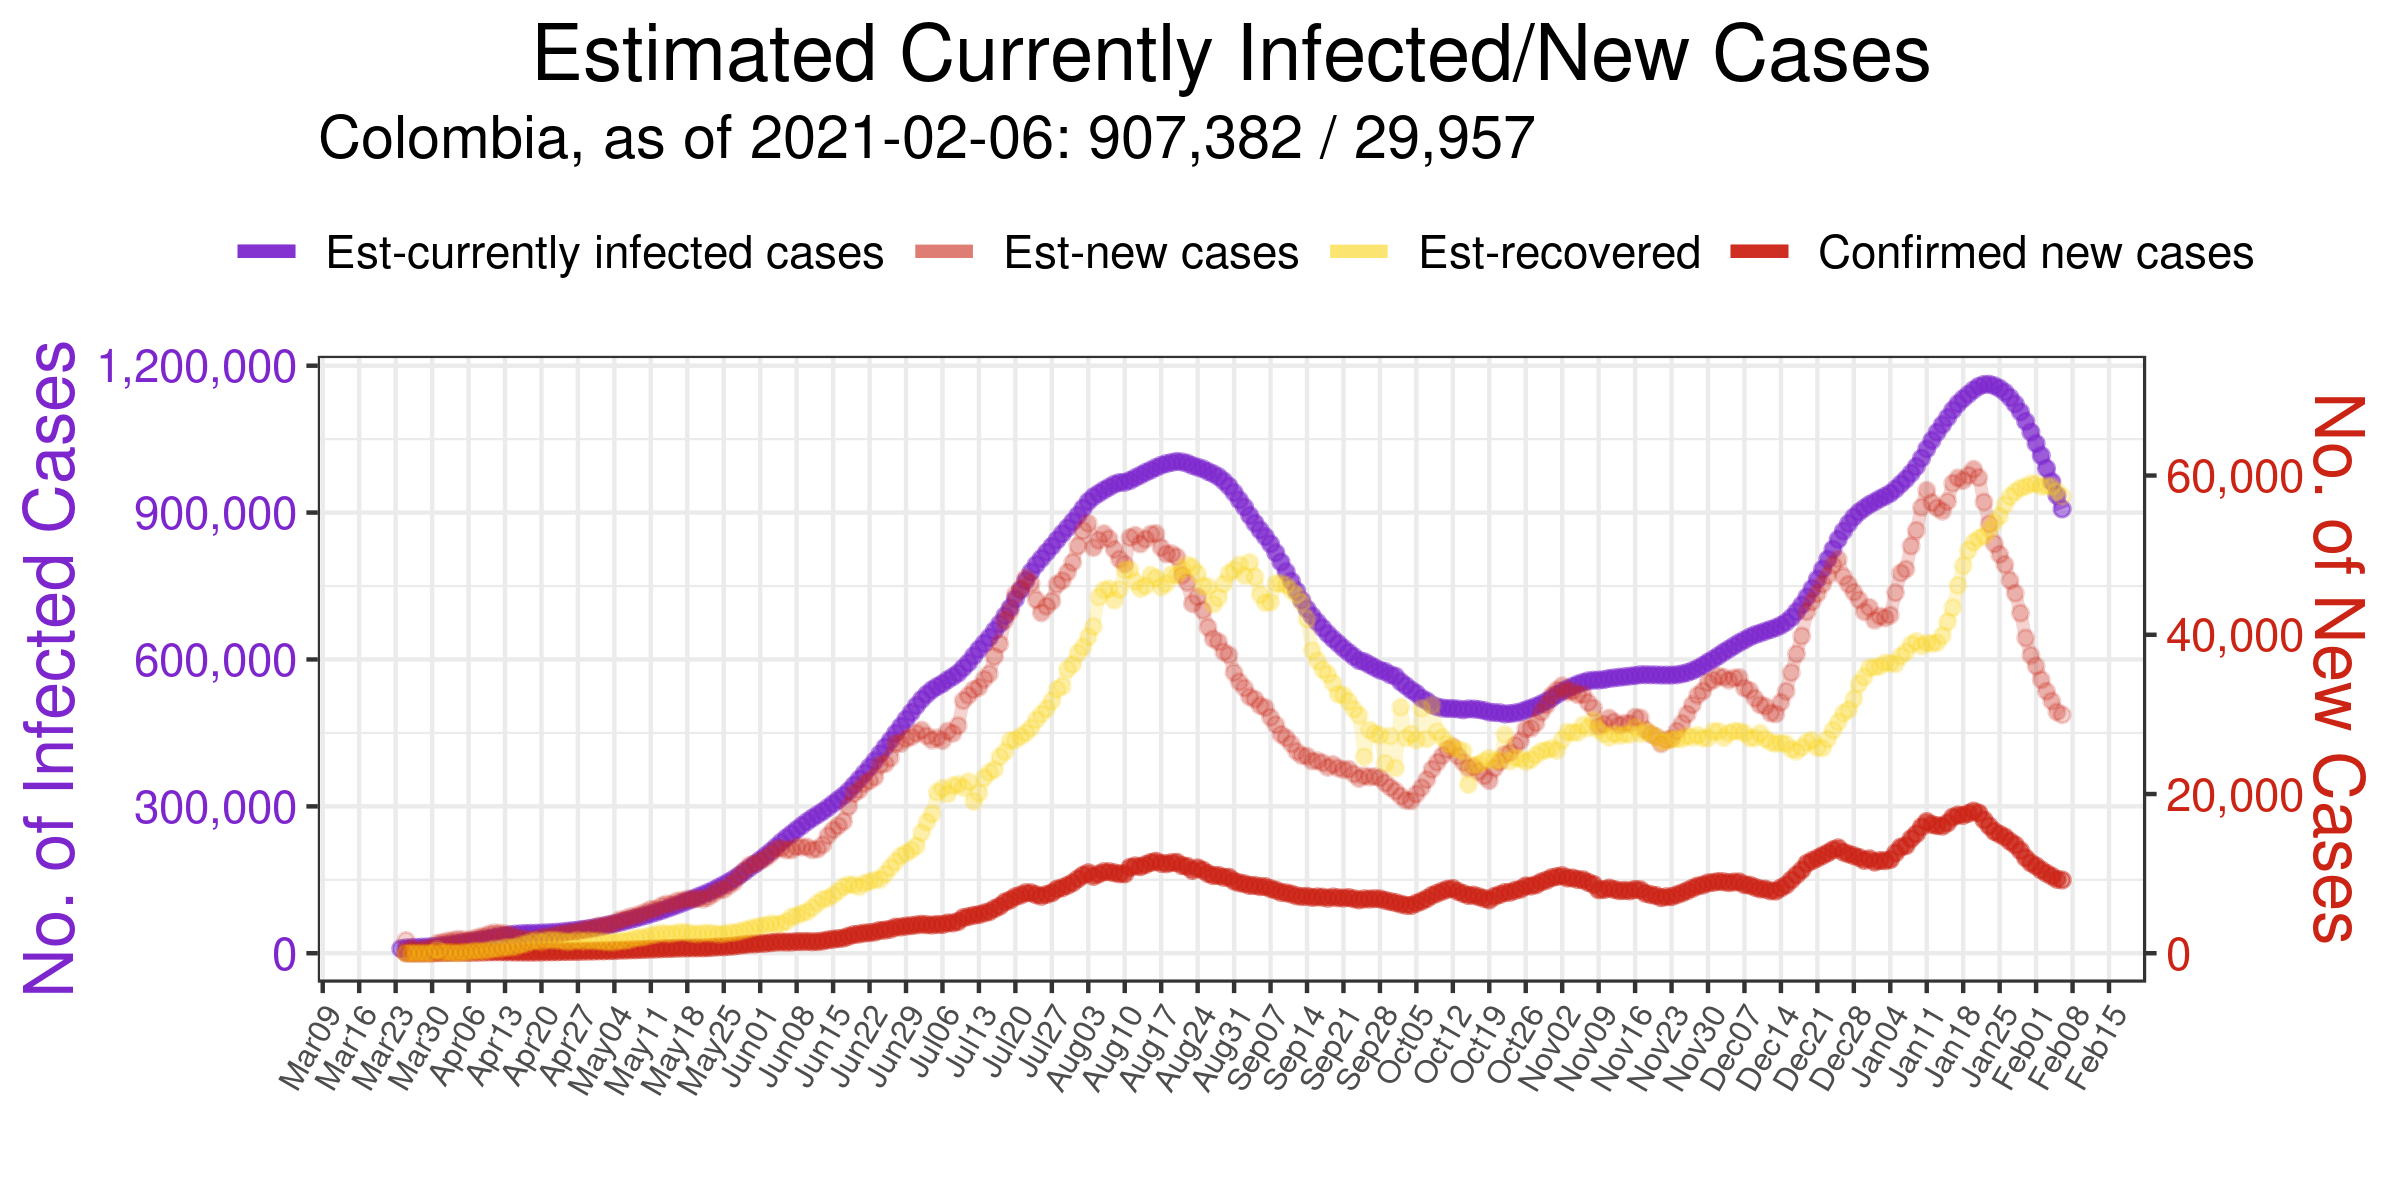 Estimated Currently Infected/New Cases
Colombia, as of 2021-02-06: 907,382 / 29,957
Est-currently infected cases Est-new cases Est-recovered Confirmed new cases
No. of Infected Cases
1,200,000
900,000
600,000
300,000
0
60,000
40,000
20,000
0
No. of New Cases
Mar09 Mar16 Mar23 Mar30 Apr06 Apr13 Apr20 Apr27 May04 May11 May18 May25 Jun01 Jun08 Jun15 Jun22 Jun29 Jul06 Jul13 Jul20 Jul27 Aug03 Aug10 Aug17 Aug24 Aug31 Sep07 Sep14 Sep21 Sep28 Oct05 Oct12 Oct19 Oct26 Nov02 Nov09 Nov16 Nov23 Nov30 Dec07 Dec14 Dec21 Dec28 Jan04 Jan11 Jan18 Jan25 Feb01 Feb08 Feb15